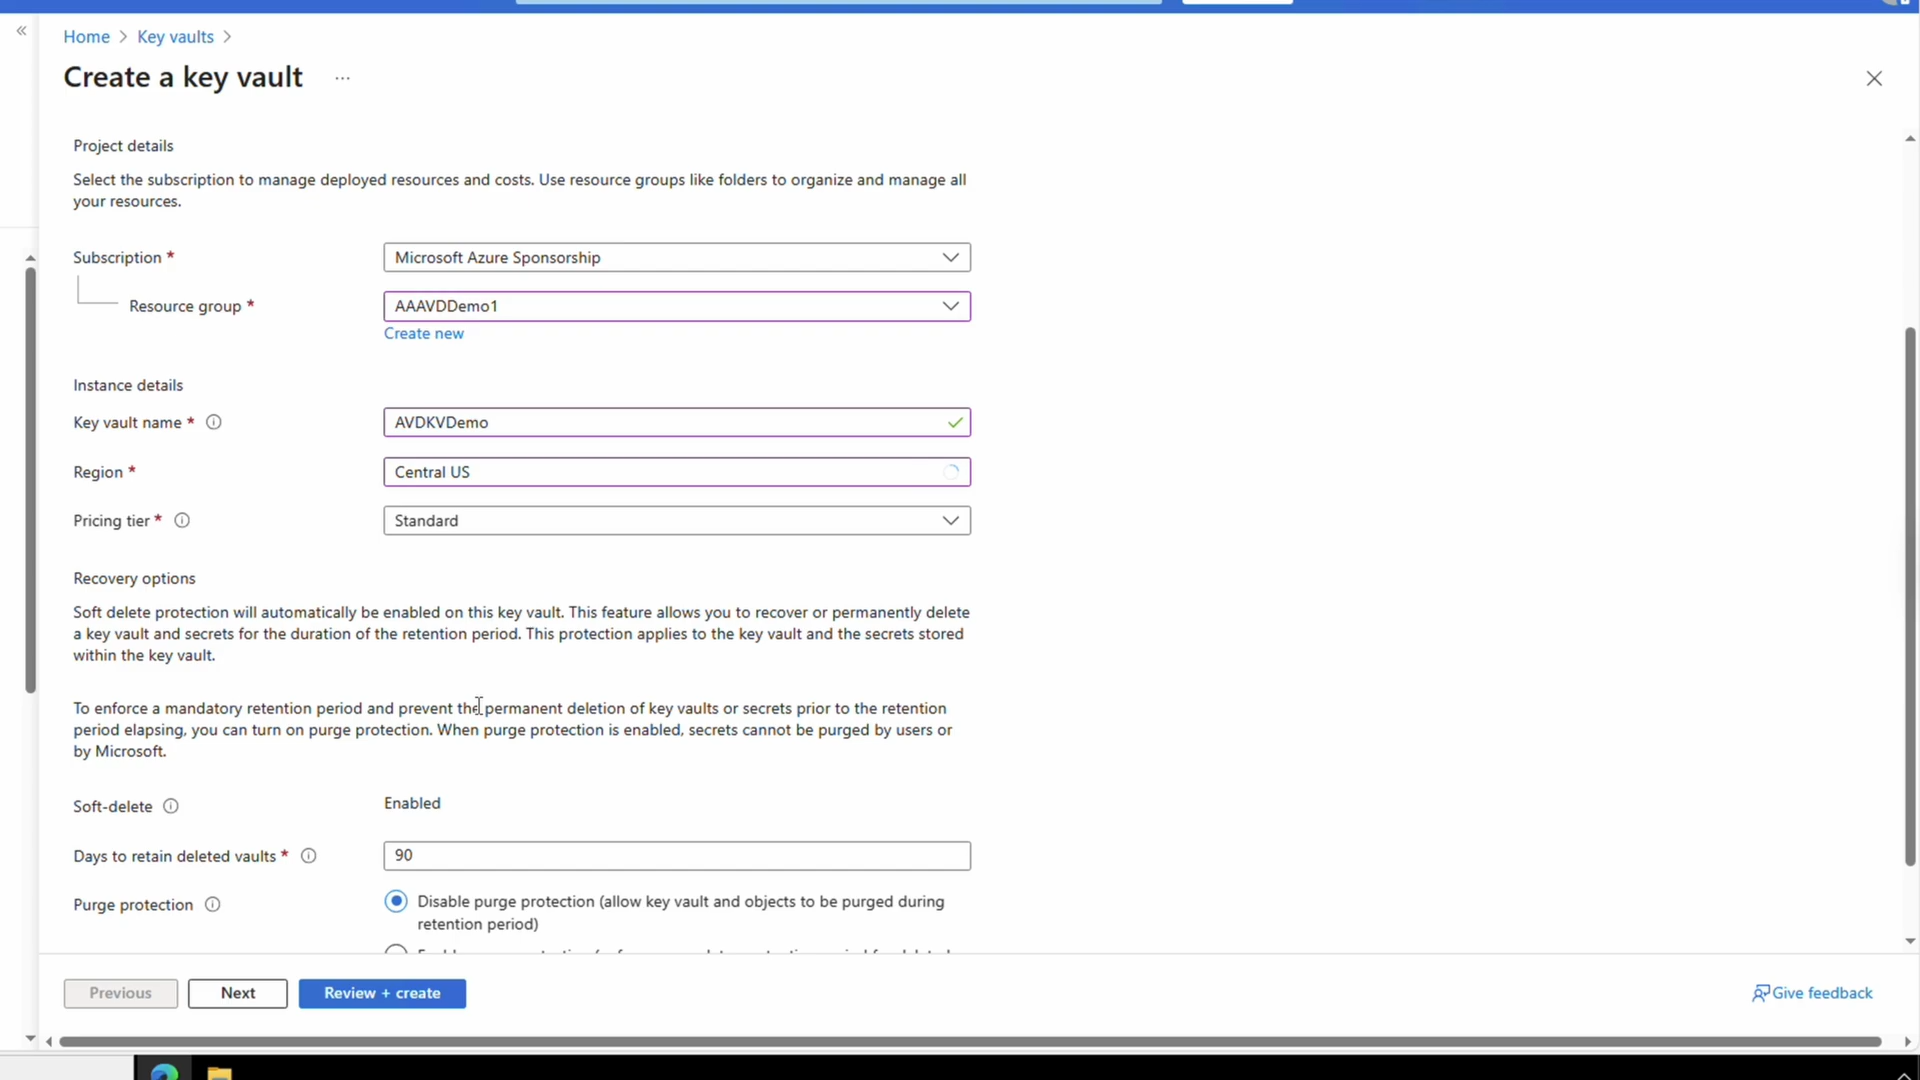 Home > Key vaults >
Create a key vault ...
Project details
Select the subscription to manage deployed resources and costs. Use resource groups like folders to organize and manage all
your resources.
Subscription * Microsoft Azure Sponsorship
Resource group * AAAVDDemo1
Create new
Instance details
Key vault name * AVDKVDemo
Region * Central US
Pricing tier * Standard
Recovery options
Soft delete protection will automatically be enabled on this key vault. This feature allows you to recover or permanently delete
a key vault and secrets for the duration of the retention period. This protection applies to the key vault and the secrets stored
within the key vault.
To enforce a mandatory retention period and prevent the permanent deletion of key vaults or secrets prior to the retention
period elapsing, you can turn on purge protection. When purge protection is enabled, secrets cannot be purged by users or
by Microsoft.
Soft-delete Enabled
Days to retain deleted vaults * 90
Purge protection Disable purge protection (allow key vault and objects to be purged during
retention period)
Previous Next Review + create Give feedback